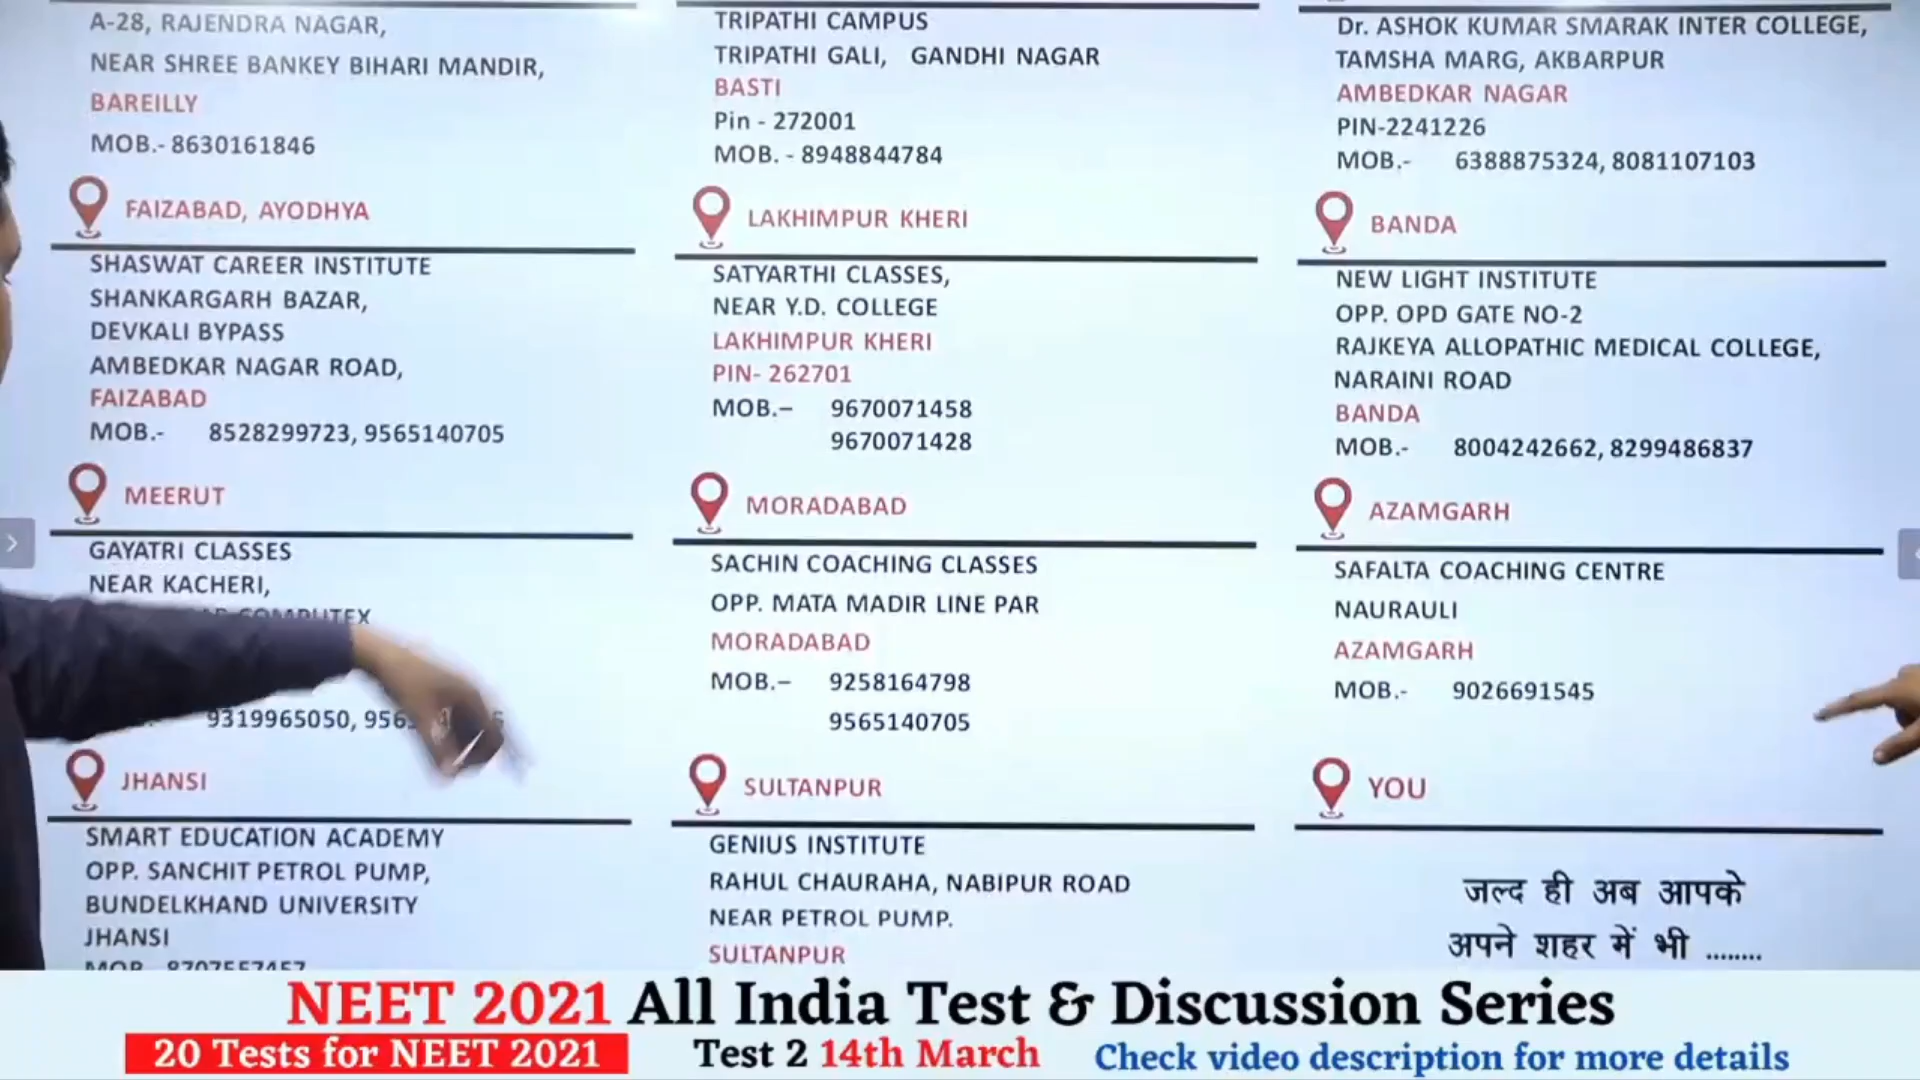 A-28, RAJENDRA NAGAR,
NEAR SHREE BANKEY BIHARI MANDIR,
BAREILLY
MOB.- 8630161846
FAIZABAD, AYODHYA
SHASWAT CAREER INSTITUTE
SHANKARGARH BAZAR,
DEVKALI BYPASS
AMBEDKAR NAGAR ROAD,
FAIZABAD
MOB.- 8528299723, 9565140705
MEERUT
GAYATRI CLASSES
NEAR KACHERI,
COMPUTEX
9319965050,
JHANSI
SMART EDUCATION ACADEMY
OPP. SANCHIT PETROL PUMP,
BUNDELKHAND UNIVERSITY
JHANSI
TRIPATHI CAMPUS
TRIPATHI GALI, GANDHI NAGAR
BASTI
Pin - 272001
MOB. - 8948844784
LAKHIMPUR KHERI
SATYARTHI CLASSES,
NEAR Y.D. COLLEGE
LAKHIMPUR KHERI
PIN- 262701
MOB.– 9670071458
9670071428
MORADABAD
SACHIN COACHING CLASSES
OPP. MATA MADIR LINE PAR
MORADABAD
MOB.– 9258164798
9565140705
SULTANPUR
GENIUS INSTITUTE
RAHUL CHAURAHA, NABIPUR ROAD
NEAR PETROL PUMP.
SULTANPUR
Dr. ASHOK KUMAR SMARAK INTER COLLEGE,
TAMSHA MARG, AKBARPUR
AMBEDKAR NAGAR
PIN-2241226
MOB.- 6388875324, 8081107103
BANDA
NEW LIGHT INSTITUTE
OPP. OPD GATE NO-2
RAJKEYA ALLOPATHIC MEDICAL COLLEGE,
NARAINI ROAD
BANDA
MOB.- 8004242662, 8299486837
AZAMGARH
SAFALTA COACHING CENTRE
NAURAULI
AZAMGARH
MOB.- 9026691545
YOU
जल्द ही अब आपके
अपने शहर में भी ........
NEET 2021 All India Test & Discussion Series
20 Tests for NEET 2021 Test 2 14th March Check video description for more details